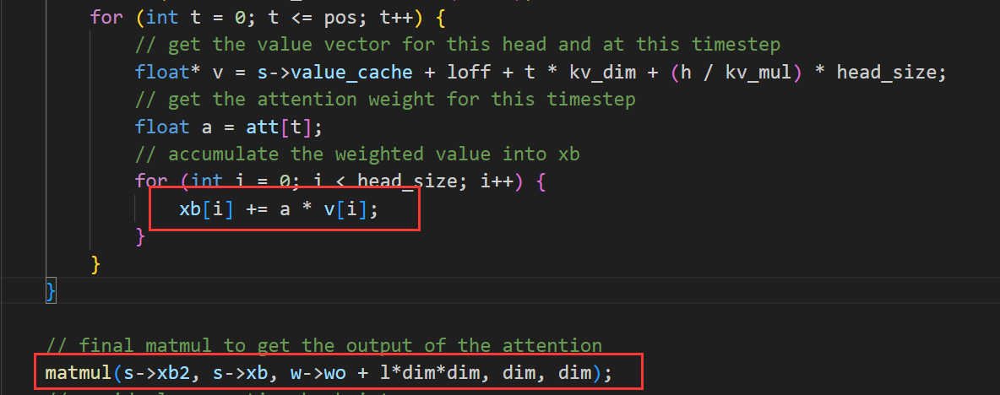 for (int t = 0; t <= pos; t++) {
// get the value vector for this head and at this timestep
float* v = s->value_cache + loff + t * kv_dim + (h / kv_mul) * head_size;
// get the attention weight for this timestep
float a = att[t];
// accumulate the weighted value into xb
for (int i = 0; i < head_size; i++) {
xb[i] += a * v[i];
}
}
}
// final matmul to get the output of the attention
matmul(s->xb2, s->xb, w->wo + l*dim*dim, dim, dim);